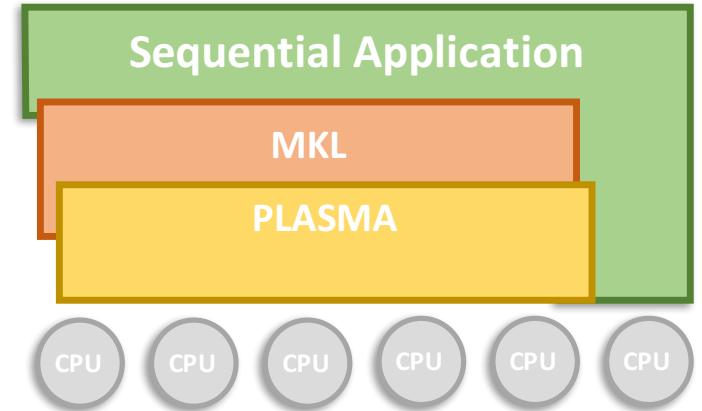 Sequential Application
MKL
PLASMA
CPU CPU CPU CPU CPU CPU